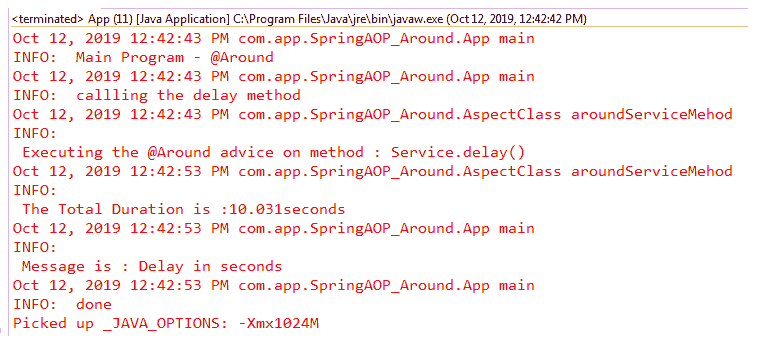 <terminated> App (11) [Java Application] C:\Program Files\Java\jre\bin\javaw.exe (Oct 12, 2019, 12:42:42 PM)
Oct 12, 2019 12:42:43 PM com.app.SpringAOP_Around.App main
INFO:  Main Program - @Around
Oct 12, 2019 12:42:43 PM com.app.SpringAOP_Around.App main
INFO:  callling the delay method
Oct 12, 2019 12:42:43 PM com.app.SpringAOP_Around.AspectClass aroundServiceMehod
INFO:
 Executing the @Around advice on method : Service.delay()
Oct 12, 2019 12:42:53 PM com.app.SpringAOP_Around.AspectClass aroundServiceMehod
INFO:
 The Total Duration is :10.031seconds
Oct 12, 2019 12:42:53 PM com.app.SpringAOP_Around.App main
INFO:
 Message is : Delay in seconds
Oct 12, 2019 12:42:53 PM com.app.SpringAOP_Around.App main
INFO:  done
Picked up _JAVA_OPTIONS: -Xmx1024M